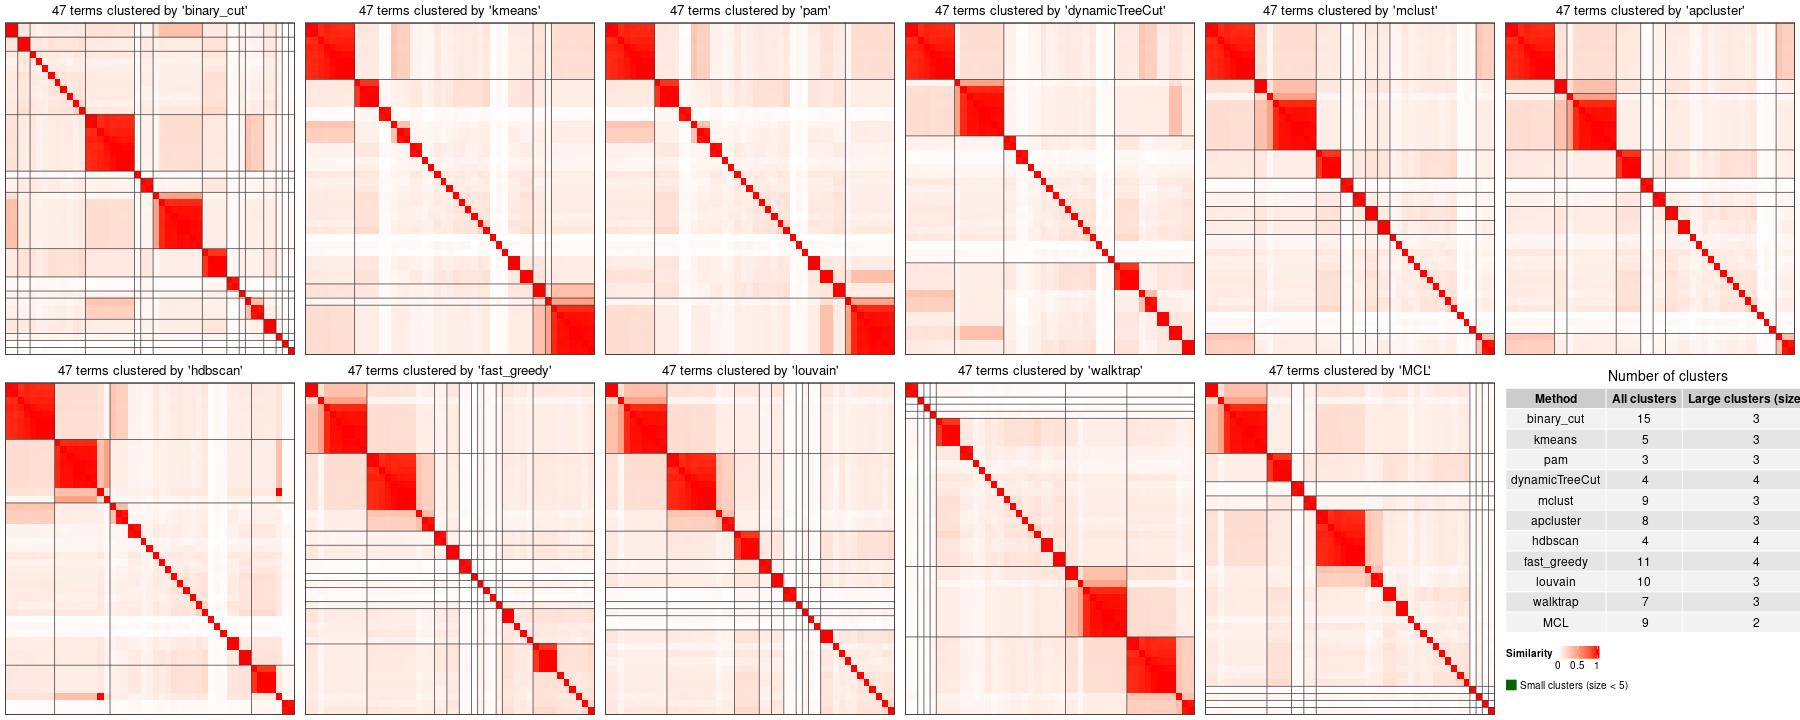 47 terms clustered by 'binary_cut'
47 terms clustered by 'kmeans'
47 terms clustered by 'pam'
47 terms clustered by 'dynamicTreeCut'
47 terms clustered by 'mclust'
47 terms clustered by 'apcluster'
47 terms clustered by 'hdbscan'
47 terms clustered by 'fast_greedy'
47 terms clustered by 'louvain'
47 terms clustered by 'walktrap'
47 terms clustered by 'MCL'
Number of clusters
Method All clusters Large clusters (size
binary_cut 15 3
kmeans 5 3
pam 3 3
dynamicTreeCut 4 4
mclust 9 3
apcluster 8 3
hdbscan 4 4
fast_greedy 11 4
louvain 10 3
walktrap 7 3
MCL 9 2
Similarity
0 0.5 1
Small clusters (size < 5)